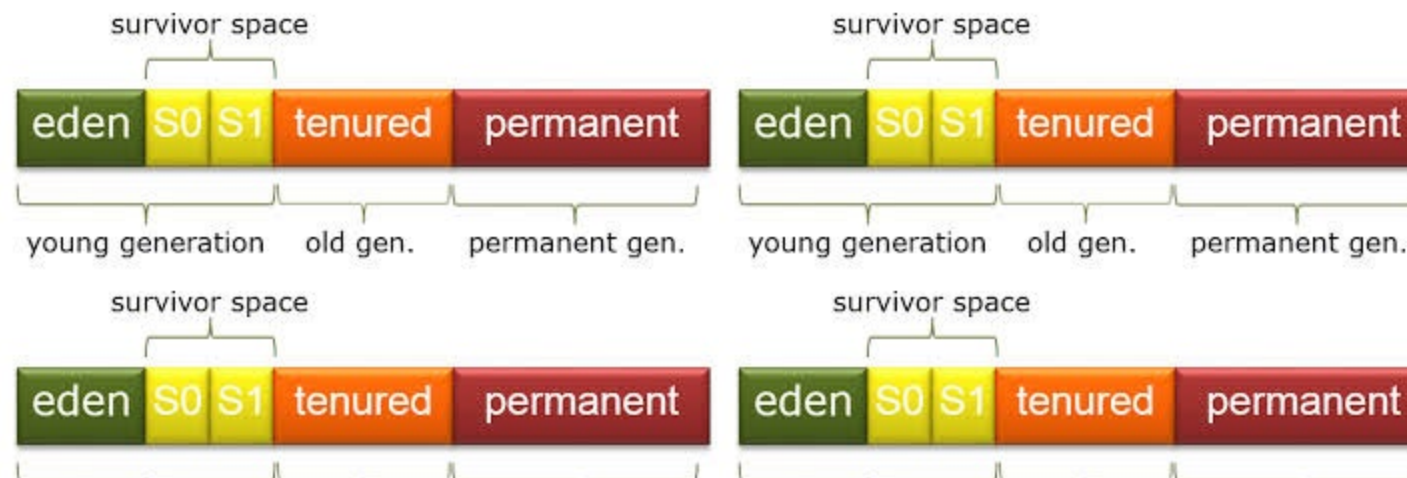 survivor space survivor space
eden S0 S1 tenured permanent eden S0 S1 tenured permanent
young generation old gen. permanent gen. young generation old gen. permanent gen.
survivor space survivor space
eden S0 S1 tenured permanent eden S0 S1 tenured permanent